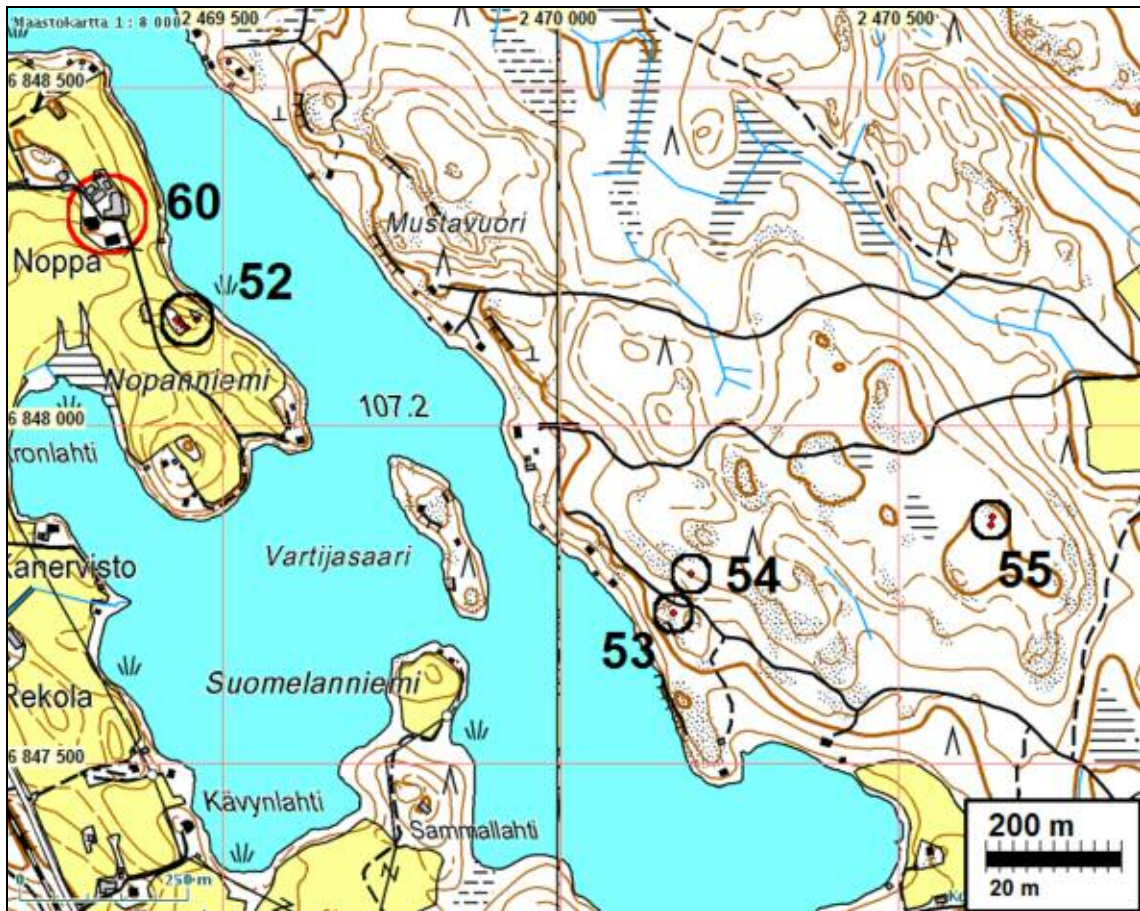 Maastokartta 1 : 8 000
2 469 500
2 470 000
2 470 500
6 848 500
60
Mustavuori
Noppa
52
Nopanniemi
107.2
6 848 000
Vartijasaari
Kanervisto
54
55
53
Suomelanniemi
Rekola
6 847 500
Kävynlahti
Sammallahti
200 m
20 m
0 250 m